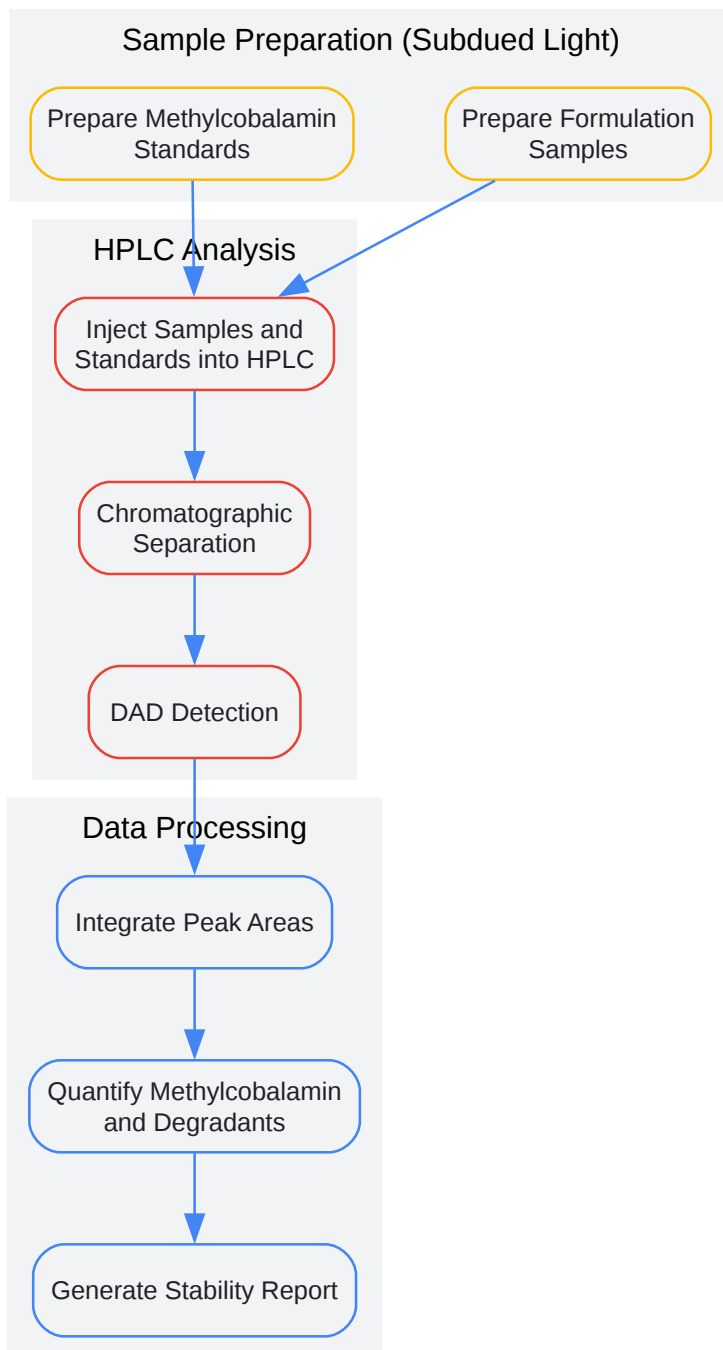 Sample Preparation (Subdued Light)
Prepare Methylcobalamin
Standards
Prepare Formulation
Samples
HPLC Analysis
Inject Samples and
Standards into HPLC
Chromatographic
Separation
DAD Detection
Data Processing
Integrate Peak Areas
Quantify Methylcobalamin
and Degradants
Generate Stability Report